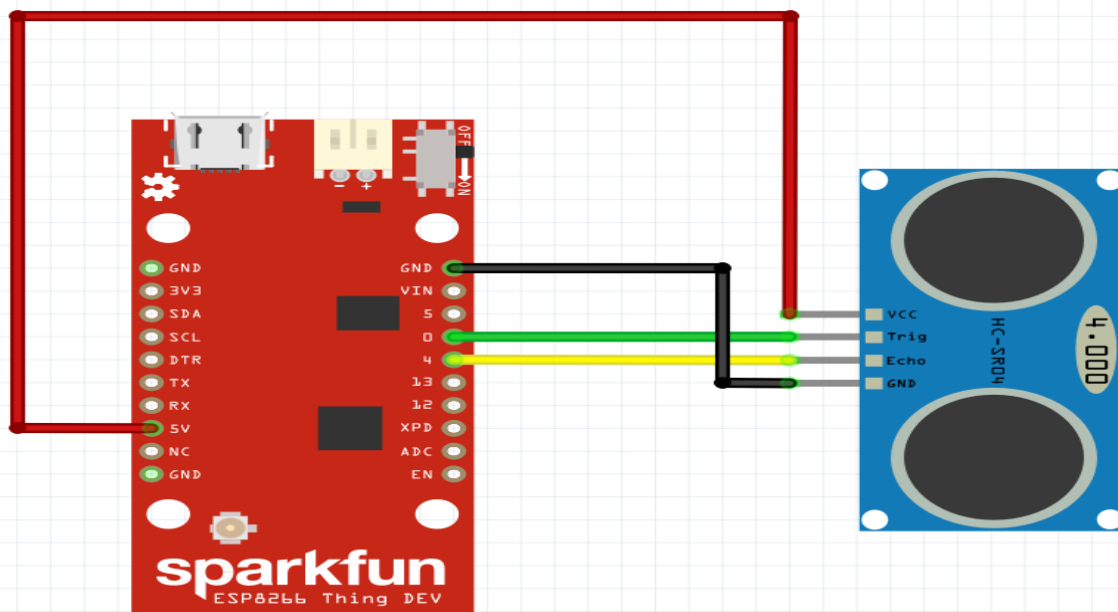 OFF
ON
- +
GND
3V3
SDA
SCL
DTR
TX
RX
5V
NC
GND
GND
VIN
5
0
4
13
12
XPD
ADC
EN
sparkfun
ESP8266 Thing DEV
VCC
Trig
Echo
GND
HC-SR04
4.000